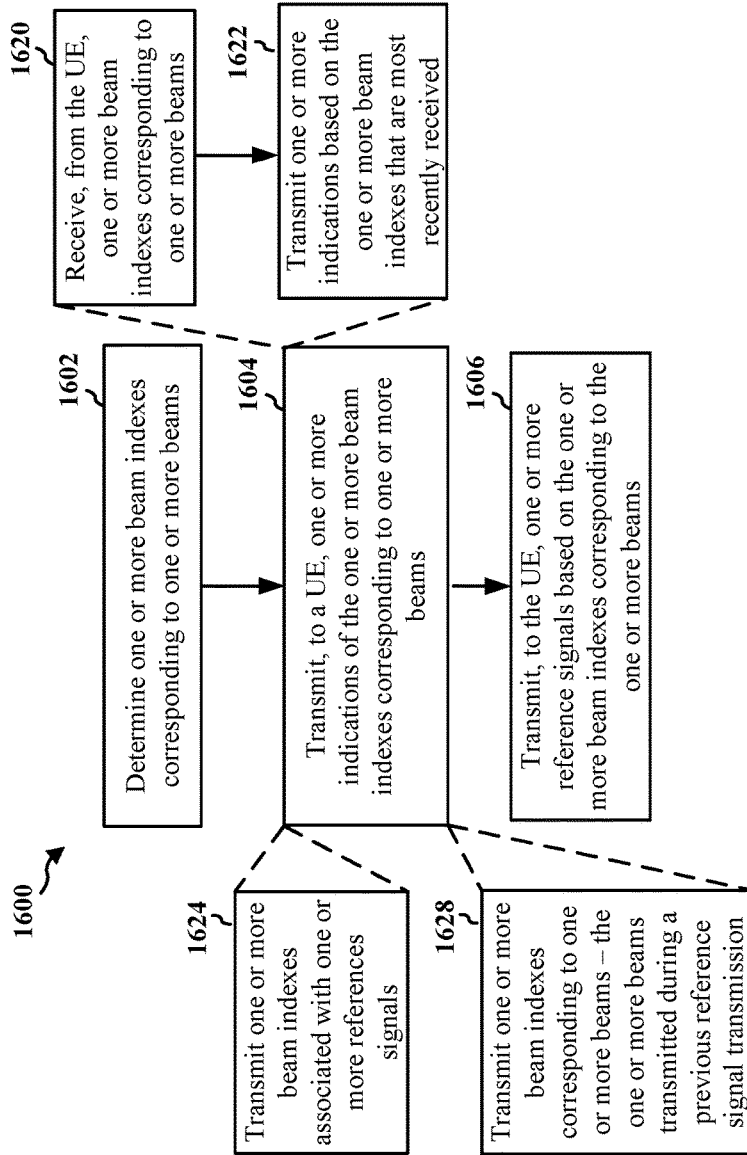 1600
1602
Determine one or more beam indexes
corresponding to one or more beams
1604
Transmit, to a UE, one or more
indications of the one or more beam
indexes corresponding to one or more
beams
1606
Transmit, to the UE, one or more
reference signals based on the one or
more beam indexes corresponding to the
one or more beams
1620
Receive, from the UE,
one or more beam
indexes corresponding to
one or more beams
1622
Transmit one or more
indications based on the
one or more beam
indexes that are most
recently received
1624
Transmit one or more
beam indexes
associated with one or
more references
signals
1628
Transmit one or more
beam indexes
corresponding to one
or more beams – the
one or more beams
transmitted during a
previous reference
signal transmission